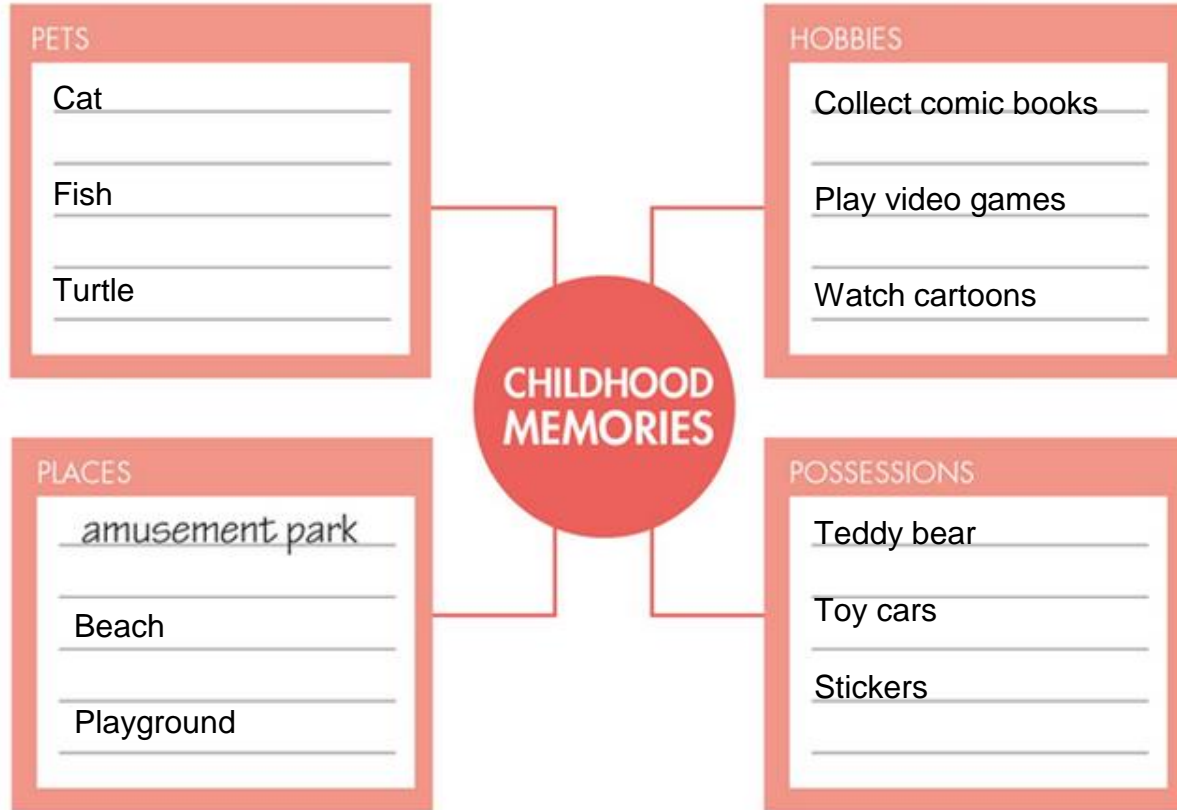 PETS
Cat
Fish
Turtle
HOBBIES
Collect comic books
Play video games
Watch cartoons
CHILDHOOD
MEMORIES
PLACES
amusement park
Beach
Playground
POSSESSIONS
Teddy bear
Toy cars
Stickers